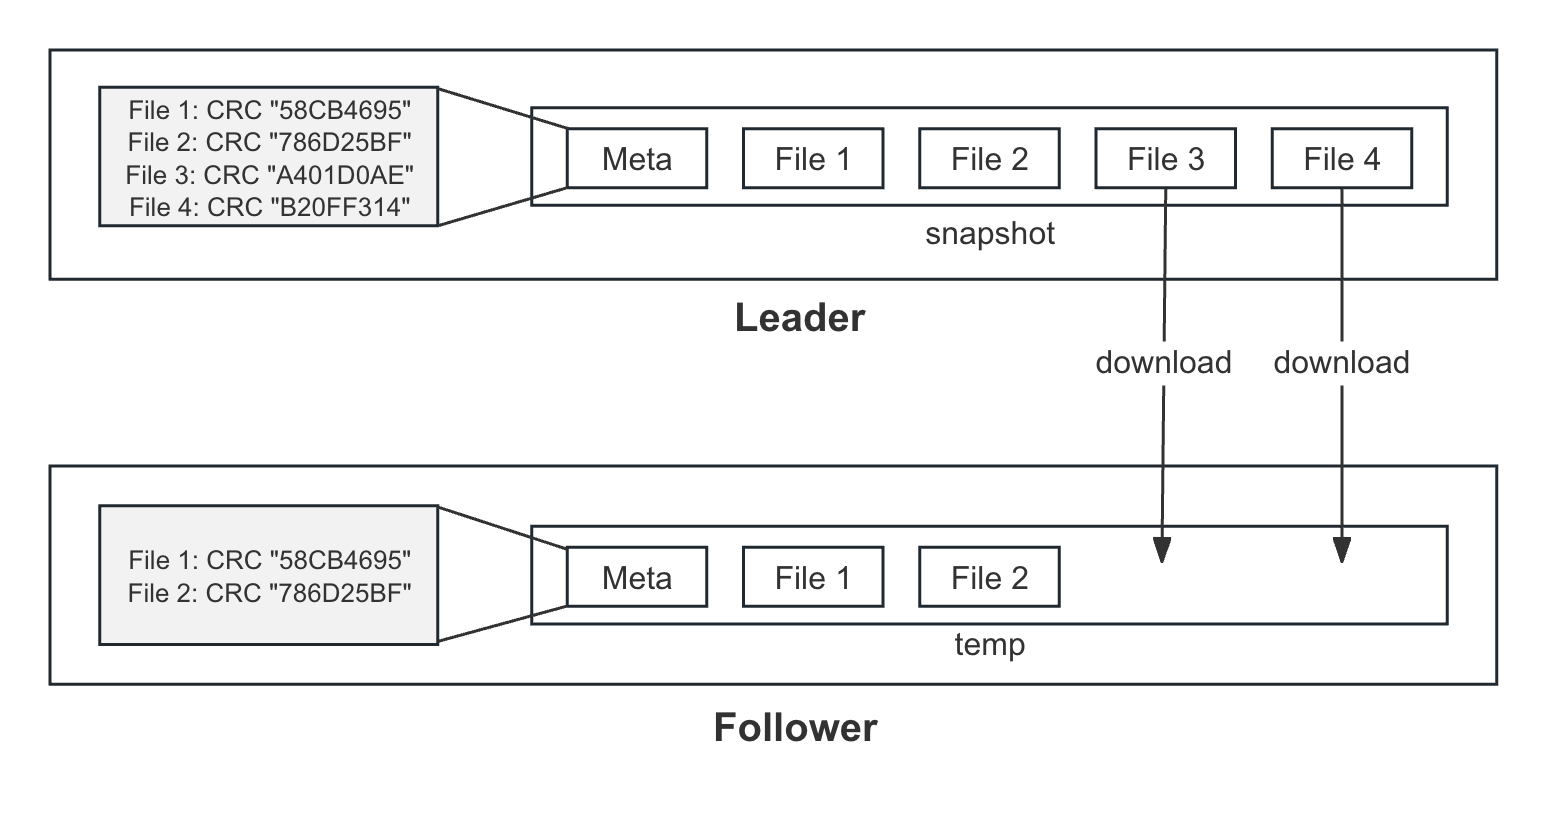 File 1: CRC "58CB4695"
File 2: CRC "786D25BF"
File 3: CRC "A401D0AE"
File 4: CRC "B20FF314"
Meta
File 1
File 2
File 3
File 4
snapshot
Leader
download
download
File 1: CRC "58CB4695"
File 2: CRC "786D25BF"
Meta
File 1
File 2
temp
Follower